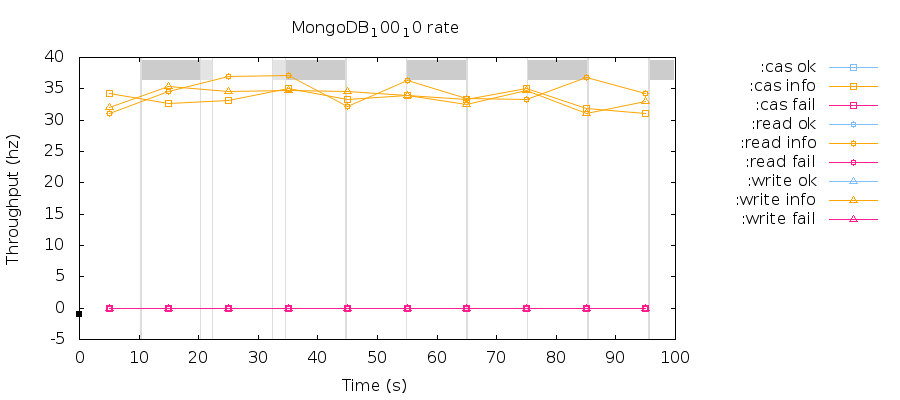 MongoDB₁00₁0 rate
Throughput (hz)
40
35
30
25
20
15
10
5
0
-5
0 10 20 30 40 50 60 70 80 90 100
Time (s)
:cas ok
:cas info
:cas fail
:read ok
:read info
:read fail
:write ok
:write info
:write fail